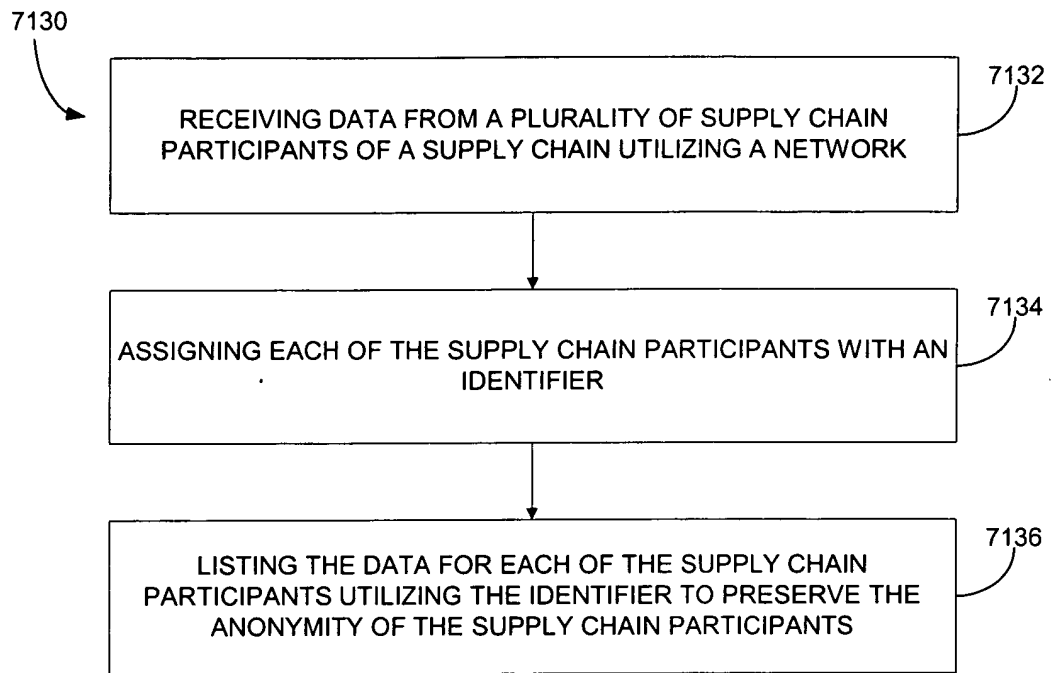 7130
7132
RECEIVING DATA FROM A PLURALITY OF SUPPLY CHAIN
PARTICIPANTS OF A SUPPLY CHAIN UTILIZING A NETWORK
7134
ASSIGNING EACH OF THE SUPPLY CHAIN PARTICIPANTS WITH AN
IDENTIFIER
7136
LISTING THE DATA FOR EACH OF THE SUPPLY CHAIN
PARTICIPANTS UTILIZING THE IDENTIFIER TO PRESERVE THE
ANONYMITY OF THE SUPPLY CHAIN PARTICIPANTS